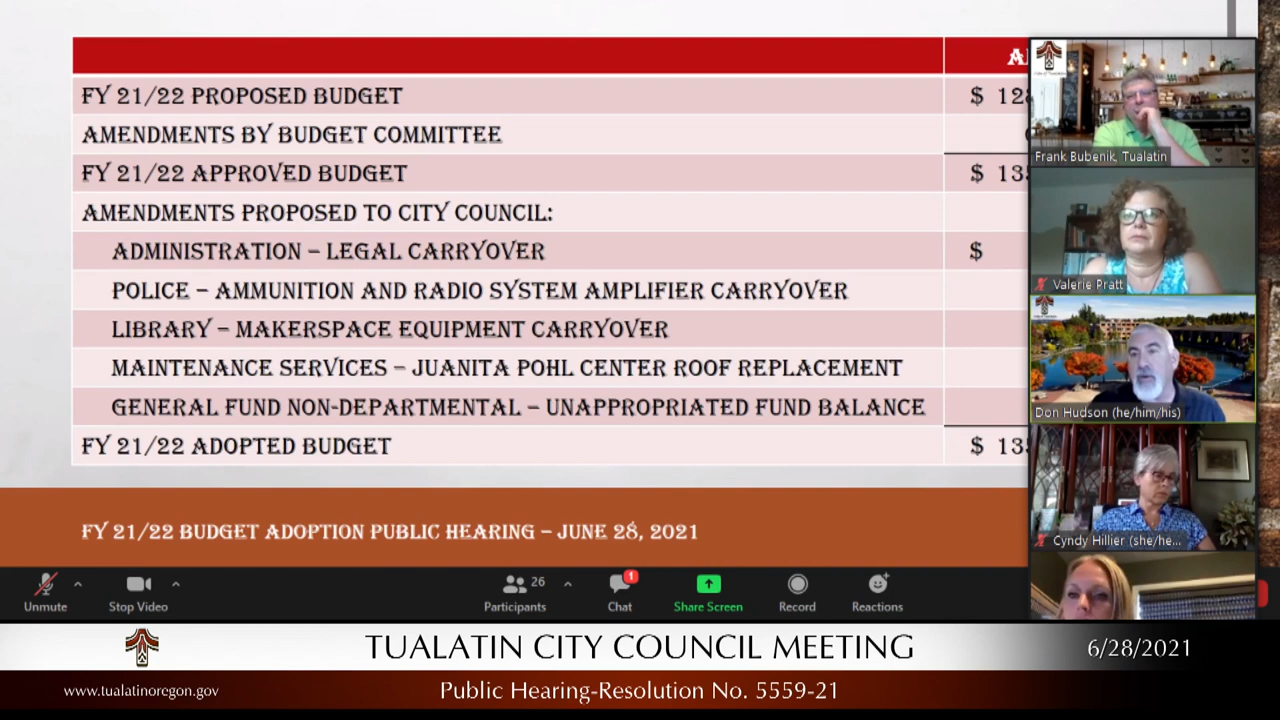 FY 21/22 PROPOSED BUDGET
AMENDMENTS BY BUDGET COMMITTEE
FY 21/22 APPROVED BUDGET
AMENDMENTS PROPOSED TO CITY COUNCIL:
ADMINISTRATION – LEGAL CARRYOVER $
POLICE – AMMUNITION AND RADIO SYSTEM AMPLIFIER CARRYOVER
LIBRARY – MAKERSPACE EQUIPMENT CARRYOVER
MAINTENANCE SERVICES – JUANITA POHL CENTER ROOF REPLACEMENT
GENERAL FUND NON-DEPARTMENTAL – UNAPPROPRIATED FUND BALANCE
FY 21/22 ADOPTED BUDGET
FY 21/22 BUDGET ADOPTION PUBLIC HEARING – JUNE 28, 2021
Frank Bubenik, Tualatin
Valerie Pratt
Don Hudson (he/him/his)
Cyndy Hillier (she/he...
26
1
Unmute
Stop Video
Participants
Chat
Share Screen
Record
Reactions
TUALATIN CITY COUNCIL MEETING
6/28/2021
www.tualatinoregon.gov
Public Hearing-Resolution No. 5559-21